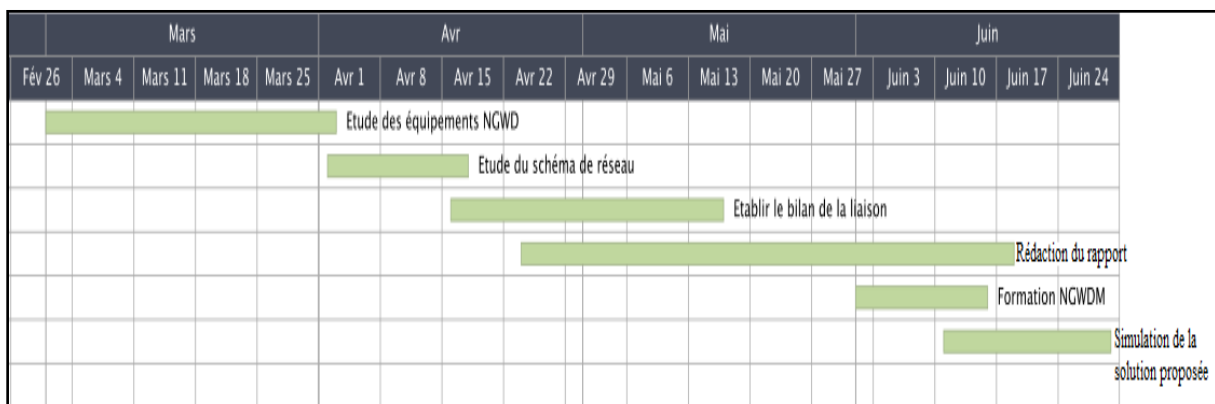 Mars Avr Mai Juin
Fév 26 Mars 4 Mars 11 Mars 18 Mars 25 Avr 1 Avr 8 Avr 15 Avr 22 Avr 29 Mai 6 Mai 13 Mai 20 Mai 27 Juin 3 Juin 10 Juin 17 Juin 24
Etude des équipements NGWD
Etude du schéma de réseau
Etablir le bilan de la liaison
Rédaction du rapport
Formation NGWDM
Simulation de la
solution proposée